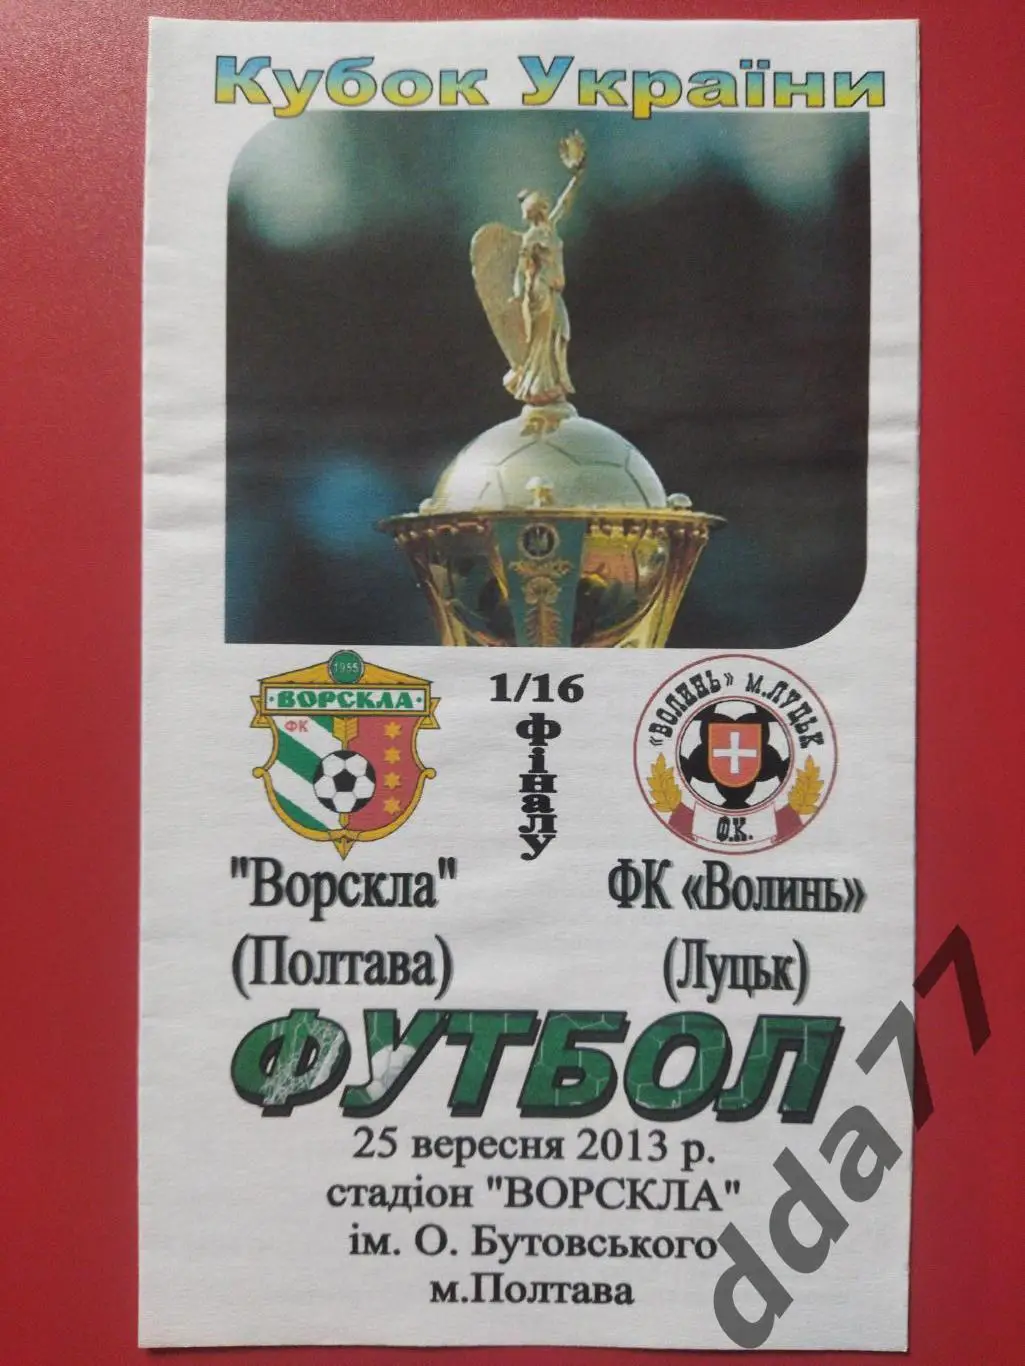 Кубок України
1955
ВОРСКЛА
ФК
1/16
фіналу
«ВОЛИНЬ» М.ЛУЦЬК
Ф.К.
"Ворскла"
(Полтава)
ФК «Волинь»
(Луцьк)
ФУТБОЛ
25 вересня 2013 р.
стадіон "ВОРСКЛА"
ім. О. Бутовського
м.Полтава
dda77